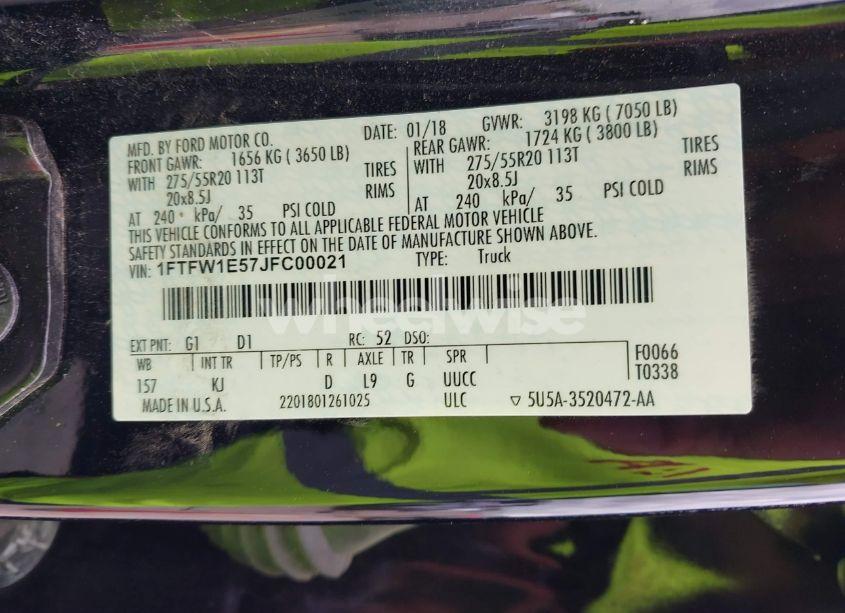 MFD. BY FORD MOTOR CO.
DATE: 01/18
GVWR: 3198 KG ( 7050 LB)
FRONT GAWR: 1656 KG ( 3650 LB)
REAR GAWR: 1724 KG ( 3800 LB)
WITH 275/55R20 113T TIRES
WITH 275/55R20 113T TIRES
20x8.5J RIMS
20x8.5J RIMS
AT 240 kPa/ 35 PSI COLD
AT 240 kPa/ 35 PSI COLD
THIS VEHICLE CONFORMS TO ALL APPLICABLE FEDERAL MOTOR VEHICLE
SAFETY STANDARDS IN EFFECT ON THE DATE OF MANUFACTURE SHOWN ABOVE.
VIN: 1FTFW1E57JFC00021 TYPE: Truck
wheelwise
EXT PNT: G1 D1 RC: 52 DSO:
WB INT TR TP/PS R AXLE TR SPR
F0066
157 KJ D L9 G UUCC
T0338
MADE IN U.S.A. 2201801261025 ULC ▽ 5U5A-3520472-AA